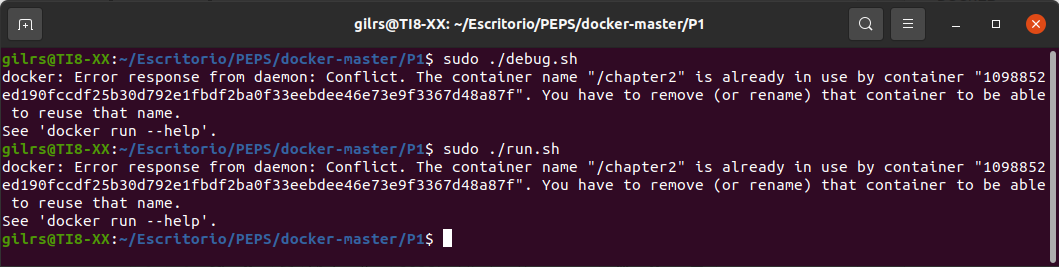 gilrs@TI8-XX: ~/Escritorio/PEPS/docker-master/P1
gilrs@TI8-XX:~/Escritorio/PEPS/docker-master/P1$ sudo ./debug.sh
docker: Error response from daemon: Conflict. The container name "/chapter2" is already in use by container "1098852
ed190fccdf25b30d792e1fbdf2ba0f33eebdee46e73e9f3367d48a87f". You have to remove (or rename) that container to be able
 to reuse that name.
See 'docker run --help'.
gilrs@TI8-XX:~/Escritorio/PEPS/docker-master/P1$ sudo ./run.sh
docker: Error response from daemon: Conflict. The container name "/chapter2" is already in use by container "1098852
ed190fccdf25b30d792e1fbdf2ba0f33eebdee46e73e9f3367d48a87f". You have to remove (or rename) that container to be able
 to reuse that name.
See 'docker run --help'.
gilrs@TI8-XX:~/Escritorio/PEPS/docker-master/P1$